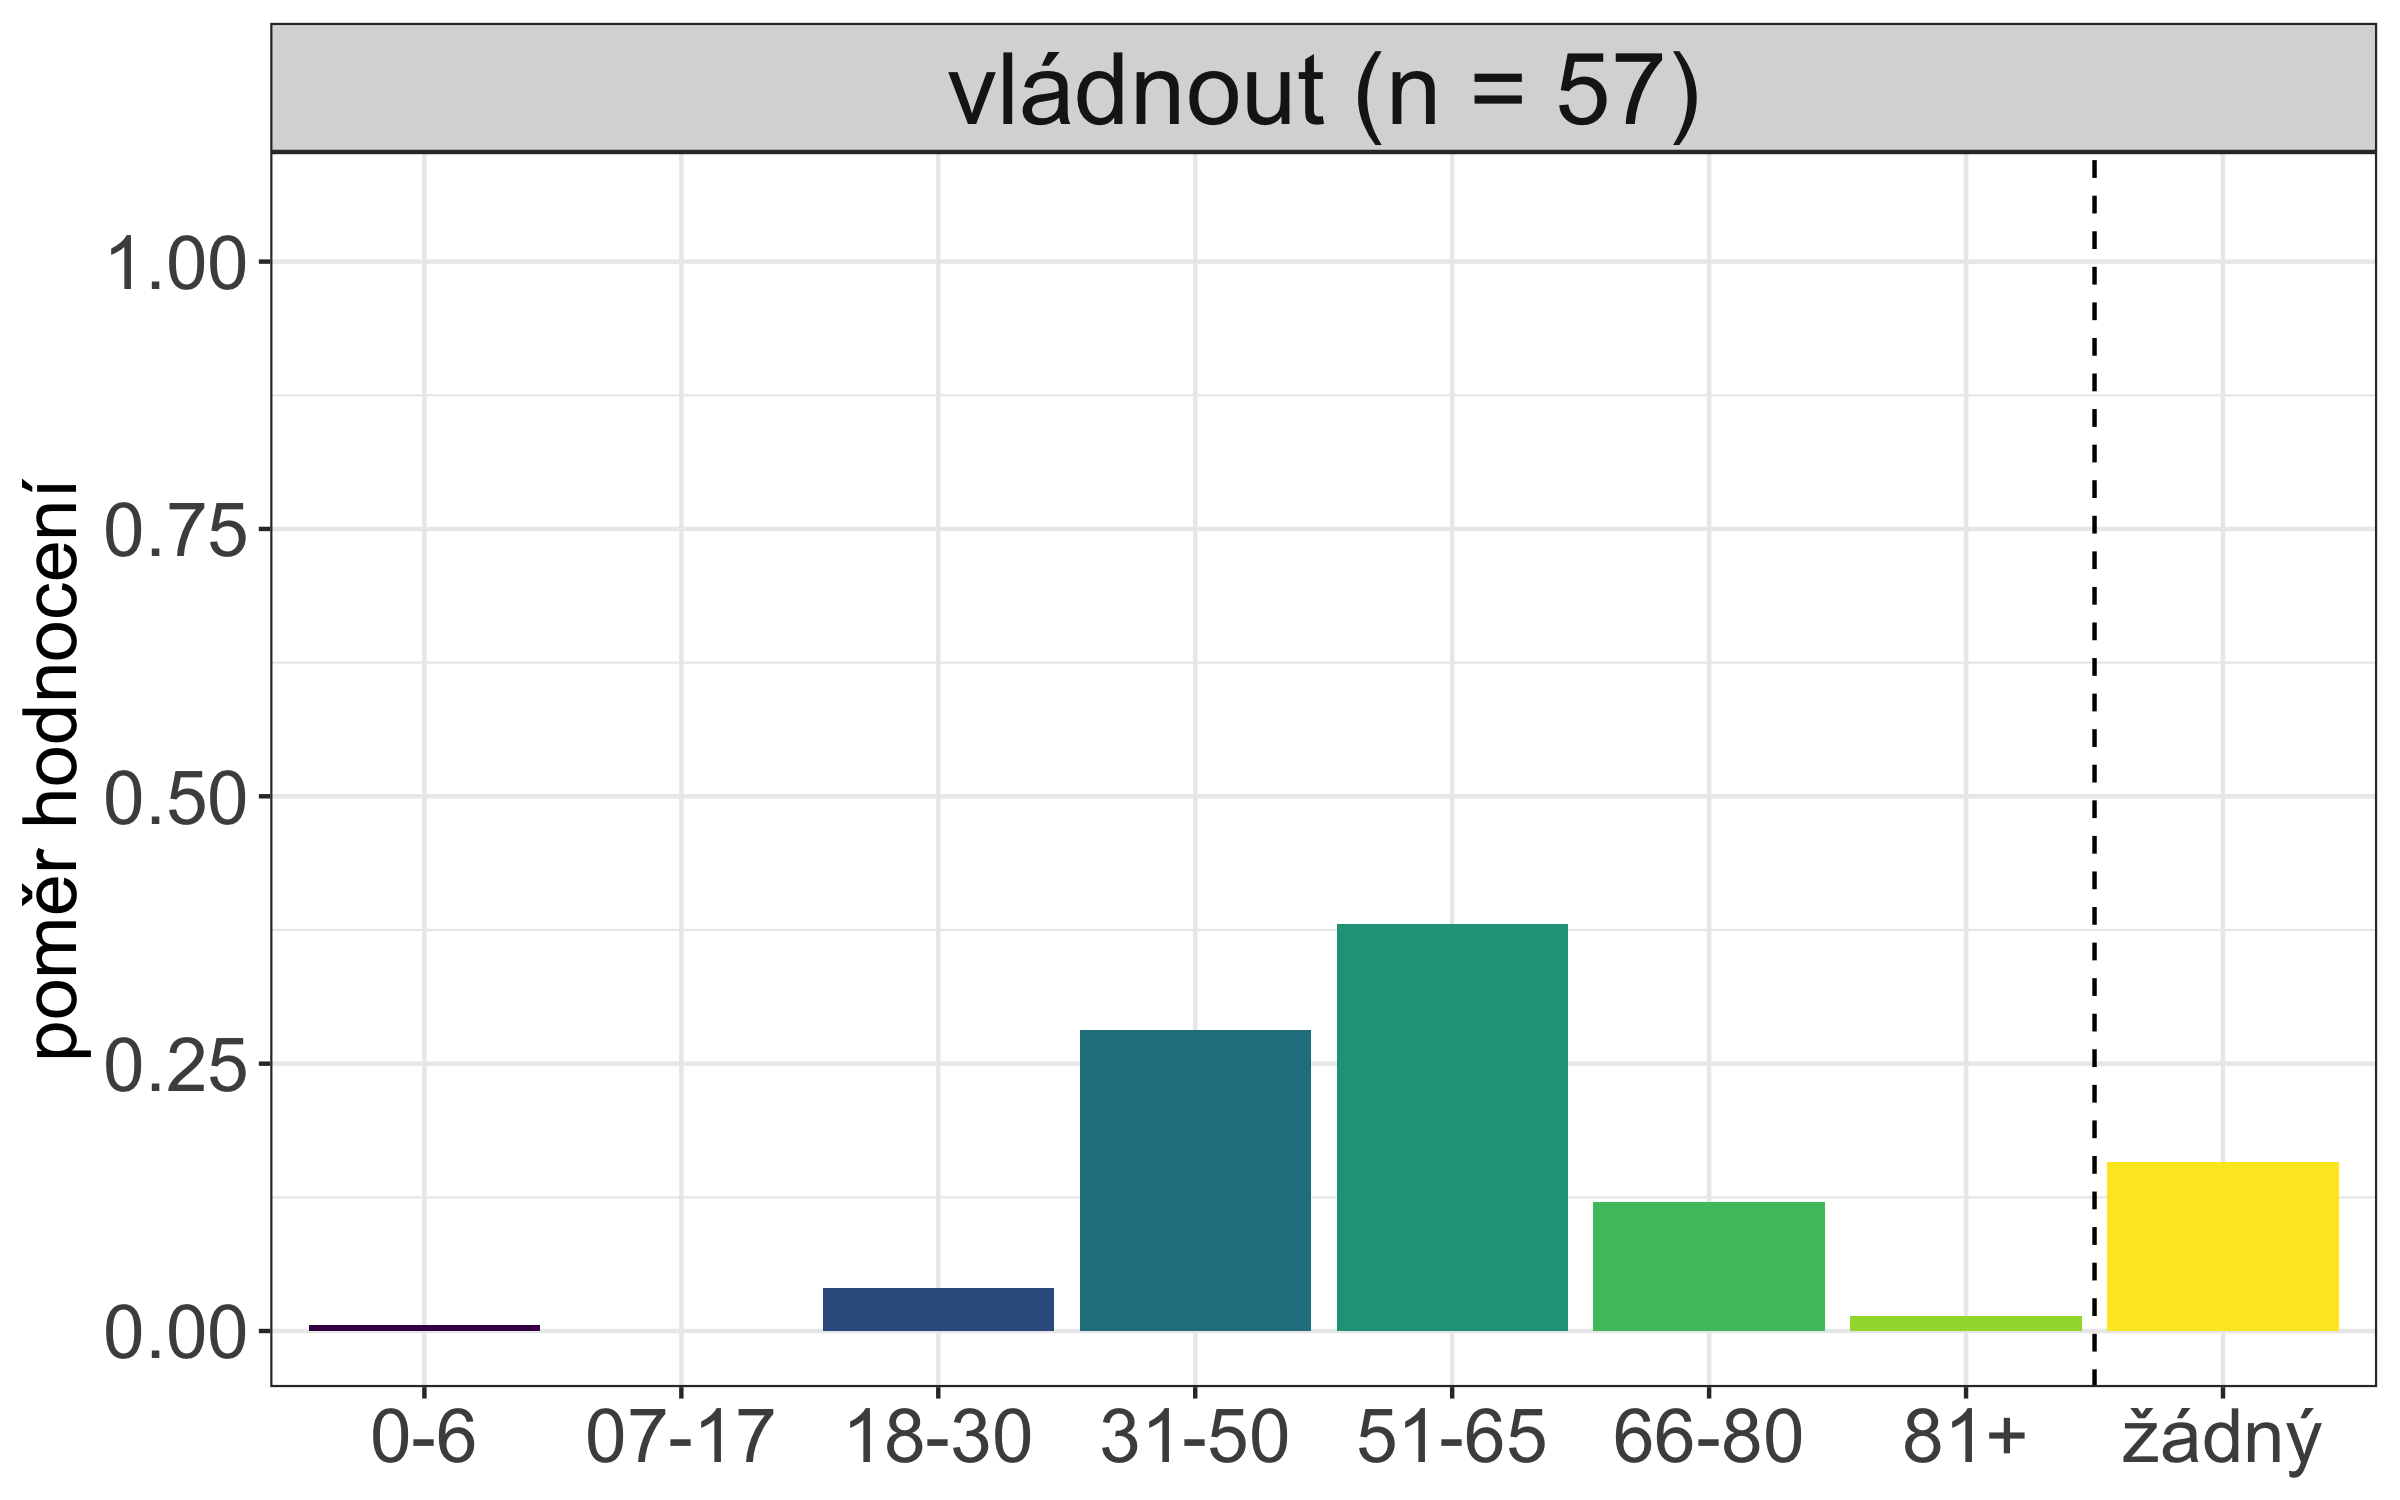 vládnout (n = 57)
poměr hodnocení
1.00
0.75
0.50
0.25
0.00
0-6 07-17 18-30 31-50 51-65 66-80 81+ žádný